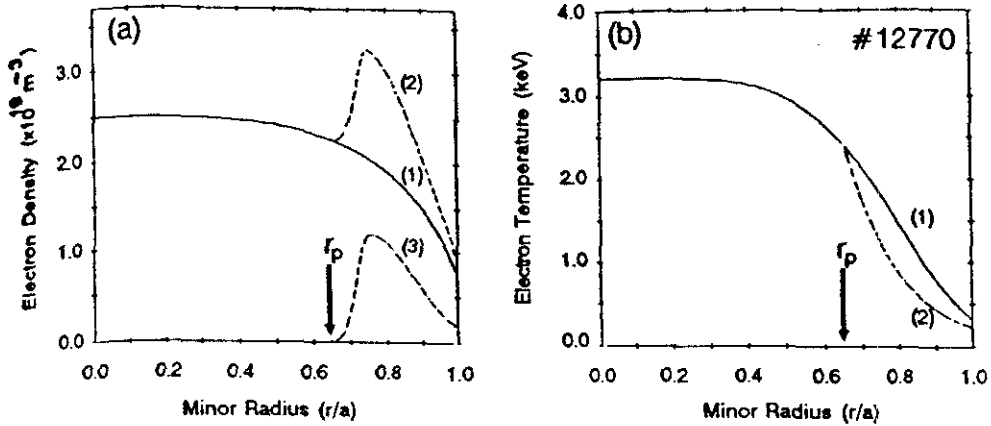 (a)
Electron Density (x10^19 m^-3)
3.0
2.0
1.0
0.0
(2)
(1)
(3)
r_p
0.0 0.2 0.4 0.6 0.8 1.0
Minor Radius (r/a)
(b)
#12770
Electron Temperature (keV)
4.0
3.0
2.0
1.0
0.0
(1)
(2)
r_p
0.0 0.2 0.4 0.6 0.8 1.0
Minor Radius (r/a)